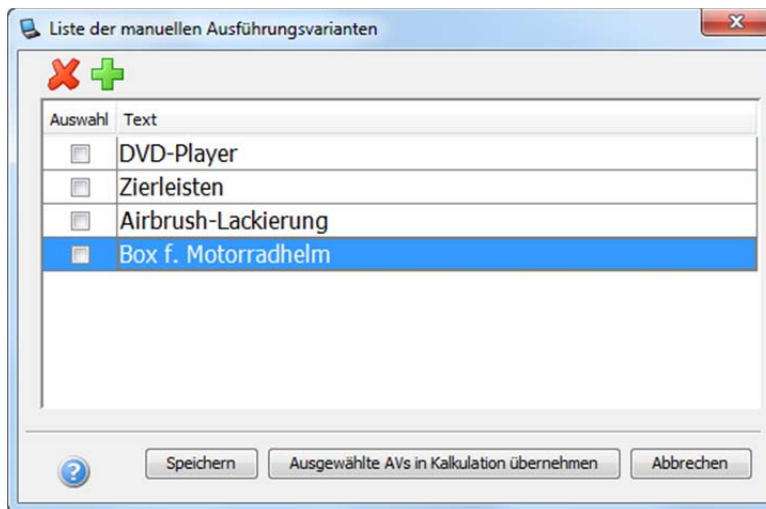 Liste der manuellen Ausführungsvarianten
Auswahl Text
DVD-Player
Zierleisten
Airbrush-Lackierung
Box f. Motorradhelm
Speichern Ausgewählte AVs in Kalkulation übernehmen Abbrechen